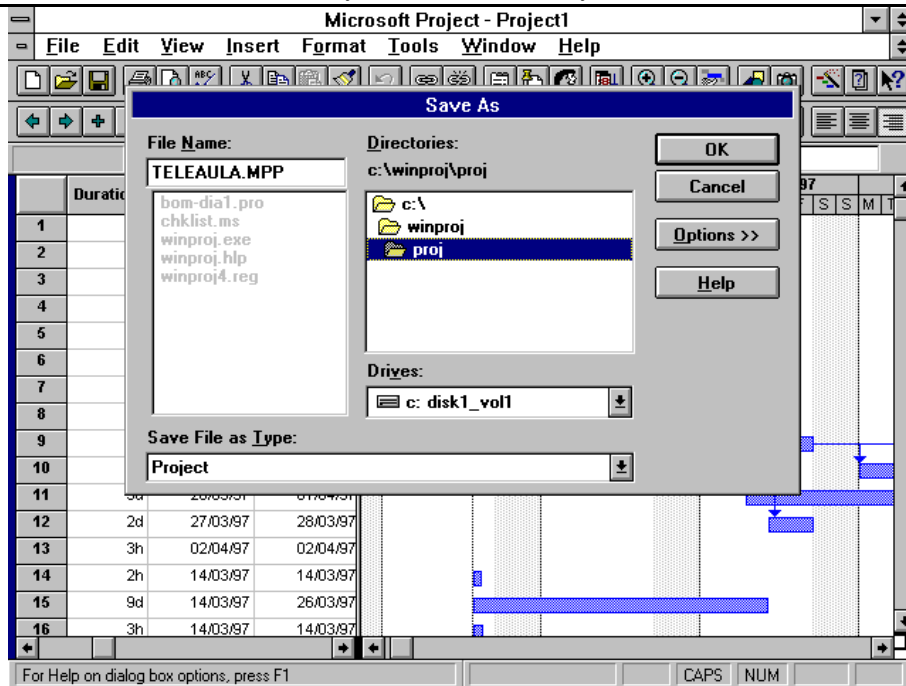 Microsoft Project - Project1
File Edit View Insert Format Tools Window Help
Save As
File Name:
TELEAULA.MPP
bom-dia1.pro
chklist.ms
winproj.exe
winproj.hlp
winproj4.reg
Directories:
c:\winproj\proj
c:\
winproj
proj
Drives:
c: disk1_vol1
OK
Cancel
Options >>
Help
Save File as Type:
Project
97
S S M T
1
2
3
4
5
6
7
8
9
10
11
12 2d 27/03/97 28/03/97
13 3h 02/04/97 02/04/97
14 2h 14/03/97 14/03/97
15 9d 14/03/97 26/03/97
16 3h 14/03/97 14/03/97
For Help on dialog box options, press F1
CAPS NUM